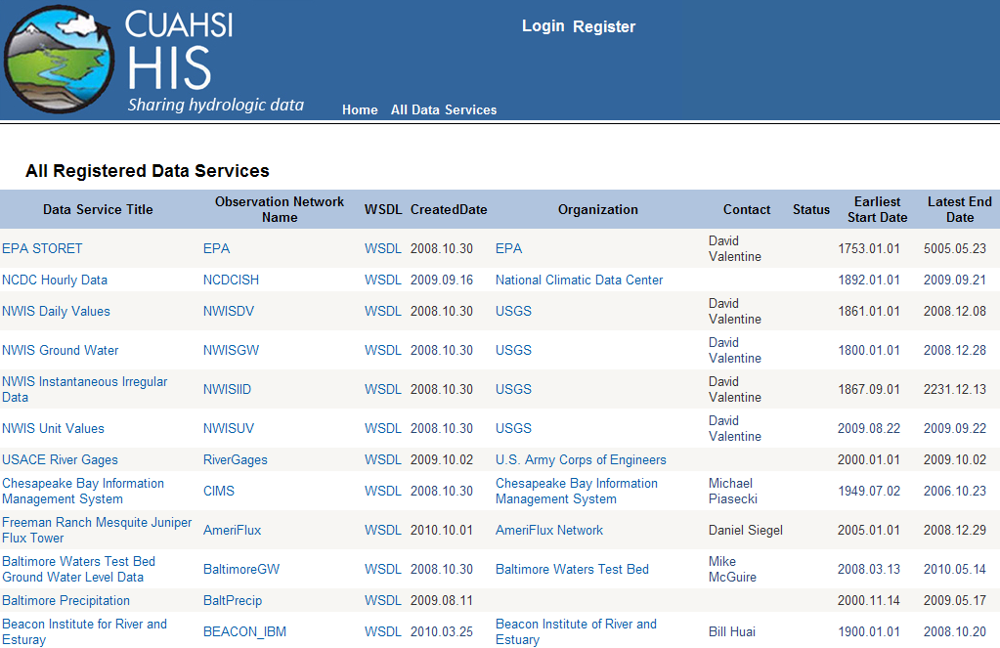 CUAHSI
HIS
Sharing hydrologic data
Login Register
Home All Data Services
All Registered Data Services
Data Service Title Observation Network Name WSDL CreatedDate Organization Contact Status Earliest Start Date Latest End Date
EPA STORET EPA WSDL 2008.10.30 EPA David Valentine 1753.01.01 5005.05.23
NCDC Hourly Data NCDCISH WSDL 2009.09.16 National Climatic Data Center 1892.01.01 2009.09.21
NWIS Daily Values NWISDV WSDL 2008.10.30 USGS David Valentine 1861.01.01 2008.12.08
NWIS Ground Water NWISGW WSDL 2008.10.30 USGS David Valentine 1800.01.01 2008.12.28
NWIS Instantaneous Irregular Data NWISIID WSDL 2008.10.30 USGS David Valentine 1867.09.01 2231.12.13
NWIS Unit Values NWISUV WSDL 2008.10.30 USGS David Valentine 2009.08.22 2009.09.22
USACE River Gages RiverGages WSDL 2009.10.02 U.S. Army Corps of Engineers 2000.01.01 2009.10.02
Chesapeake Bay Information Management System CIMS WSDL 2008.10.30 Chesapeake Bay Information Management System Michael Piasecki 1949.07.02 2006.10.23
Freeman Ranch Mesquite Juniper Flux Tower AmeriFlux WSDL 2010.10.01 AmeriFlux Network Daniel Siegel 2005.01.01 2008.12.29
Baltimore Waters Test Bed Ground Water Level Data BaltimoreGW WSDL 2008.10.30 Baltimore Waters Test Bed Mike McGuire 2008.03.13 2010.05.14
Baltimore Precipitation BaltPrecip WSDL 2009.08.11 2000.11.14 2009.05.17
Beacon Institute for River and Esturay BEACON_IBM WSDL 2010.03.25 Beacon Institute of River and Estuary Bill Huai 1900.01.01 2008.10.20